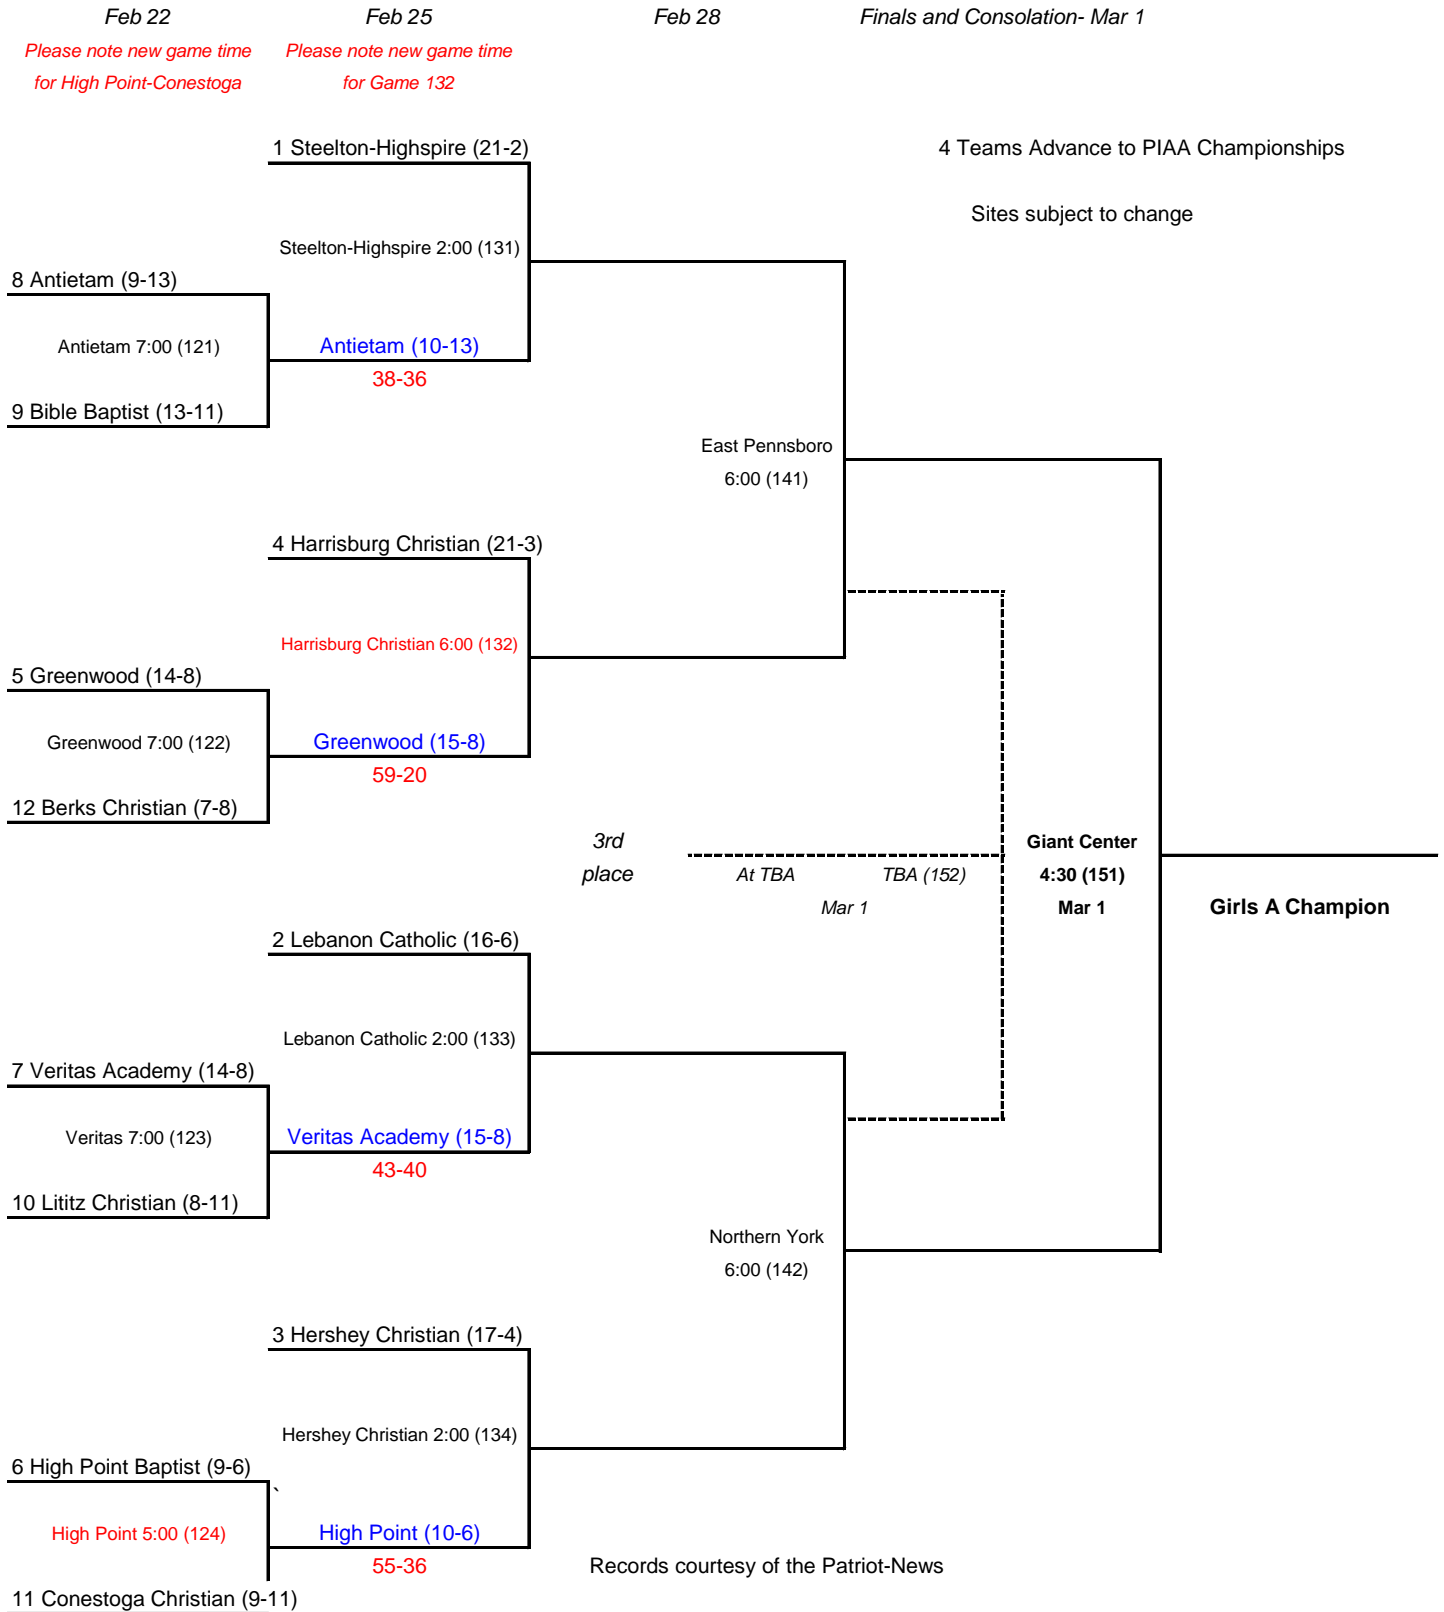 Feb 22
Feb 25
Feb 28
Finals and Consolation- Mar 1
Please note new game time
for High Point-Conestoga
Please note new game time
for Game 132
1 Steelton-Highspire (21-2)
4 Teams Advance to PIAA Championships
Sites subject to change
Steelton-Highspire 2:00 (131)
8 Antietam (9-13)
Antietam 7:00 (121)
Antietam (10-13)
38-36
9 Bible Baptist (13-11)
East Pennsboro
6:00 (141)
4 Harrisburg Christian (21-3)
Harrisburg Christian 6:00 (132)
5 Greenwood (14-8)
Greenwood 7:00 (122)
Greenwood (15-8)
59-20
12 Berks Christian (7-8)
3rd
place
At TBA
TBA (152)
Mar 1
Giant Center
4:30 (151)
Mar 1
Girls A Champion
2 Lebanon Catholic (16-6)
Lebanon Catholic 2:00 (133)
7 Veritas Academy (14-8)
Veritas 7:00 (123)
Veritas Academy (15-8)
43-40
10 Lititz Christian (8-11)
Northern York
6:00 (142)
3 Hershey Christian (17-4)
Hershey Christian 2:00 (134)
6 High Point Baptist (9-6)
`
High Point 5:00 (124)
High Point (10-6)
55-36
Records courtesy of the Patriot-News
11 Conestoga Christian (9-11)